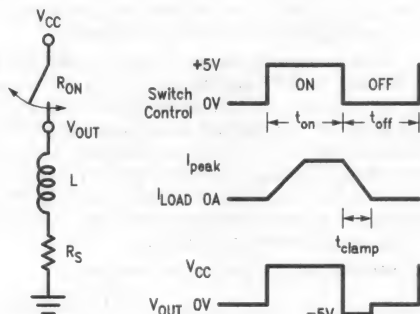 V_CC
R_ON
V_OUT
L
R_S
+5V
Switch
Control
0V
ON
OFF
t_on
t_off
I_peak
I_LOAD 0A
t_clamp
V_CC
V_OUT 0V
-5V